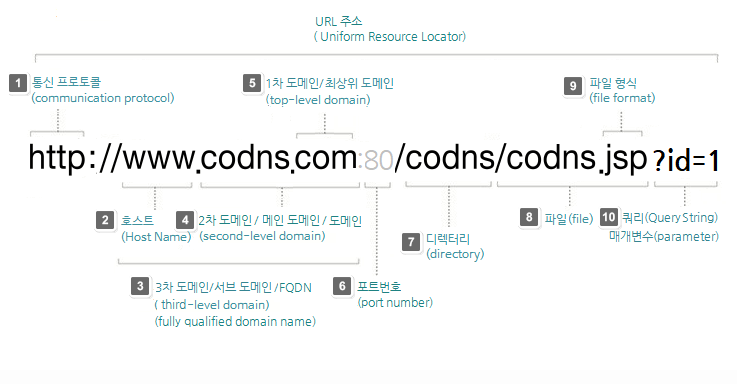 URL 주소
( Uniform Resource Locator)
1 통신 프로토콜
(communication protocol)
5 1차 도메인/최상위 도메인
(top-level domain)
9 파일 형식
(file format)
http://www.codns.com:80/codns/codns.jsp?id=1
2 호스트
(Host Name)
4 2차 도메인 / 메인 도메인 / 도메인
(second-level domain)
7 디렉터리
(directory)
8 파일(file)
10 쿼리(Query String)
매개변수(parameter)
3 3차 도메인/서브 도메인 /FQDN
( third-level domain)
(fully qualified domain name)
6 포트번호
(port number)